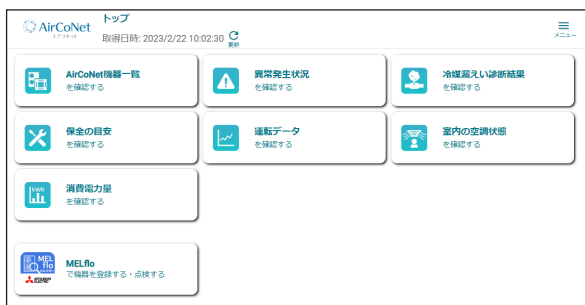 AirCoNet
エアコネット
トップ
取得日時: 2023/2/22 10:02:30
更新
メニュー
AirCoNet機器一覧
を確認する
異常発生状況
を確認する
冷媒漏えい診断結果
を確認する
保全の目安
を確認する
運転データ
を確認する
室内の空調状態
を確認する
kWh
消費電力量
を確認する
MEL
flo
MITSUBISHI
ELECTRIC
MELflo
で機器を登録する・点検する